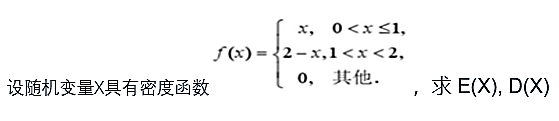 x, 0<x≤1,
设随机变量X具有密度函数 f(x)={2-x,1<x<2, ，求 E(X), D(X)
0, 其他.